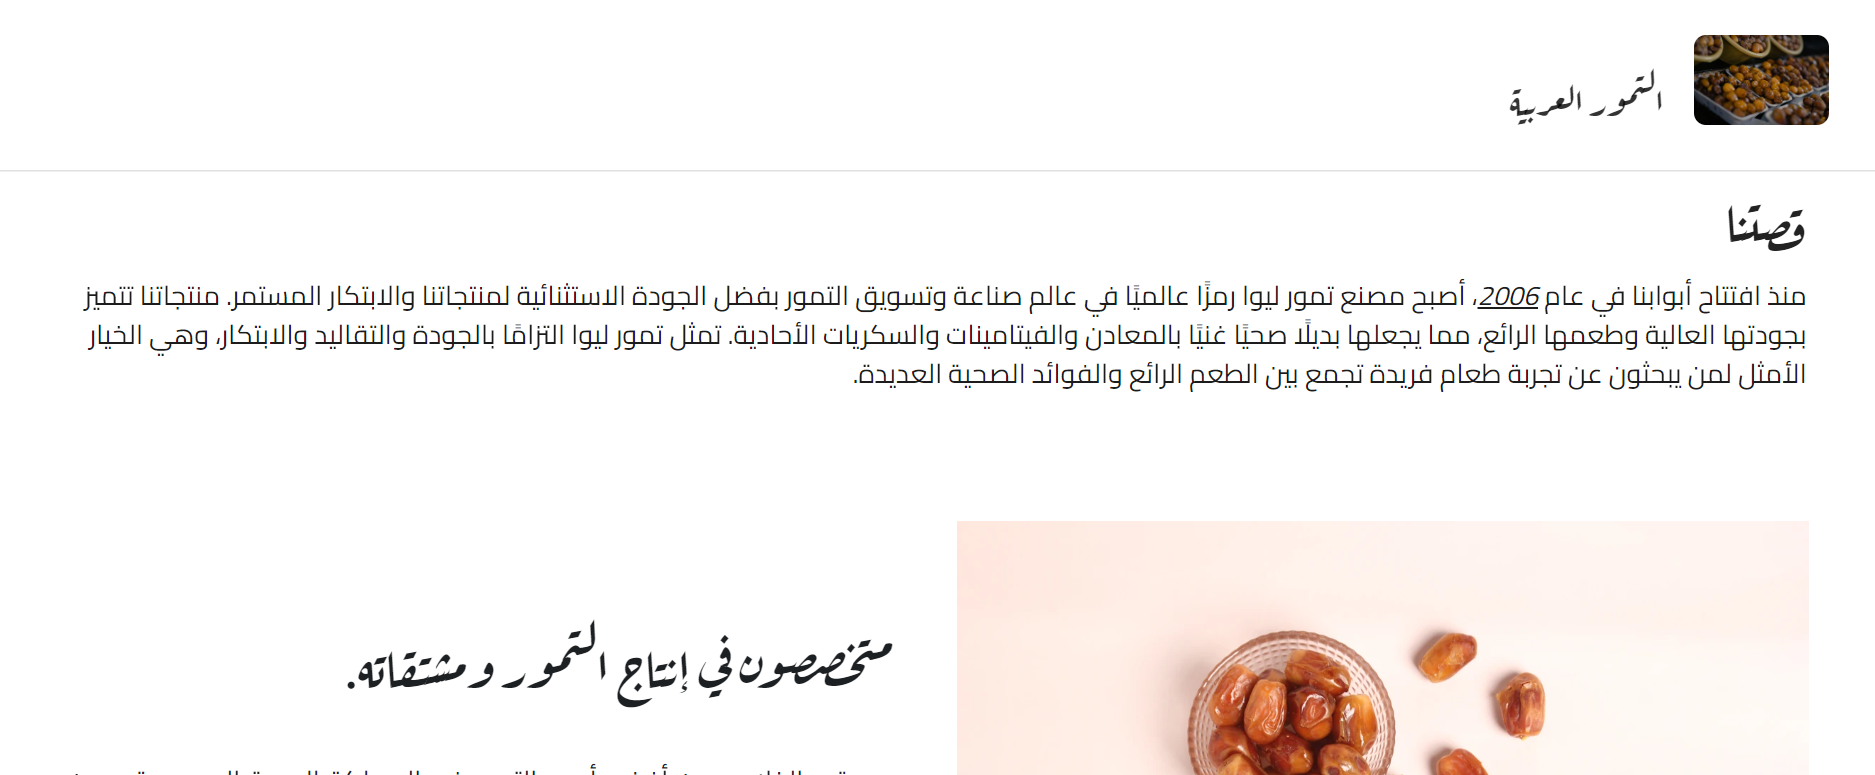 التمور العربية
قصتنا
منذ افتتاح أبوابنا في عام 2006، أصبح مصنع تمور ليوا رمزًا عالميًا في عالم صناعة وتسويق التمور بفضل الجودة الاستثنائية لمنتجاتنا والابتكار المستمر. منتجاتنا تتميز
بجودتها العالية وطعمها الرائع، مما يجعلها بديلًا صحيًا غنيًا بالمعادن والفيتامينات والسكريات الأحادية. تمثل تمور ليوا التزامًا بالجودة والتقاليد والابتكار، وهي الخيار
الأمثل لمن يبحثون عن تجربة طعام فريدة تجمع بين الطعم الرائع والفوائد الصحية العديدة.
متخصصون في إنتاج التمور و مشتقاته.